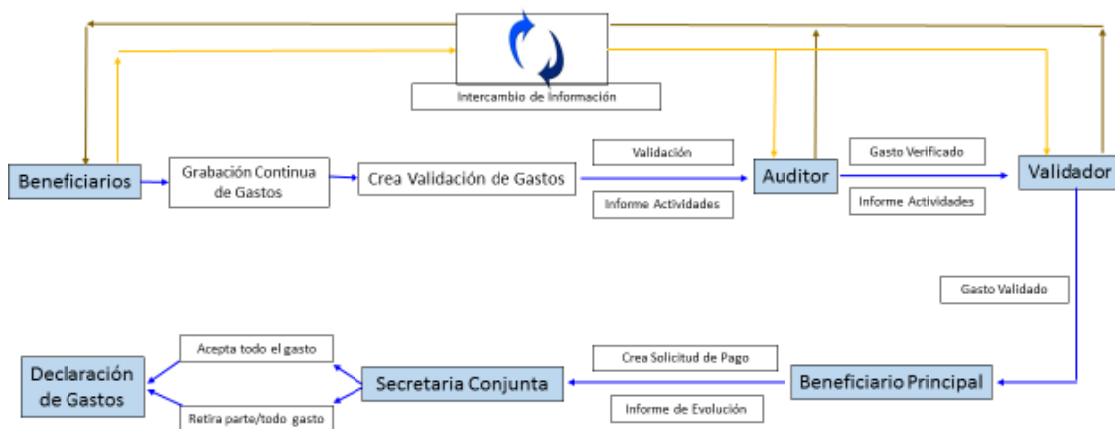 Intercambio de Información
Beneficiarios
Grabación Continua
de Gastos
Crea Validación de Gastos
Validación
Informe Actividades
Auditor
Gasto Verificado
Informe Actividades
Validador
Gasto Validado
Declaración
de Gastos
Acepta todo el gasto
Retira parte/todo gasto
Secretaria Conjunta
Crea Solicitud de Pago
Informe de Evolución
Beneficiario Principal